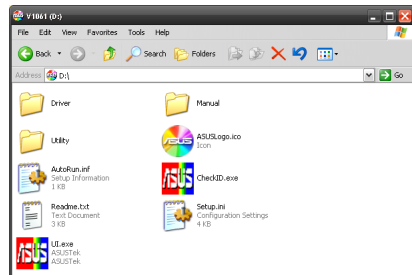 V1061 (D:)
File Edit View Favorites Tools Help
Back Search Folders
Address D:\ Go
Driver Manual
Utility ASUSLogo.ico
Icon
AutoRun.inf
Setup Information
1 KB
CheckID.exe
Readme.txt
Text Document
3 KB
Setup.ini
Configuration Settings
4 KB
UI.exe
ASUSTek
ASUSTek